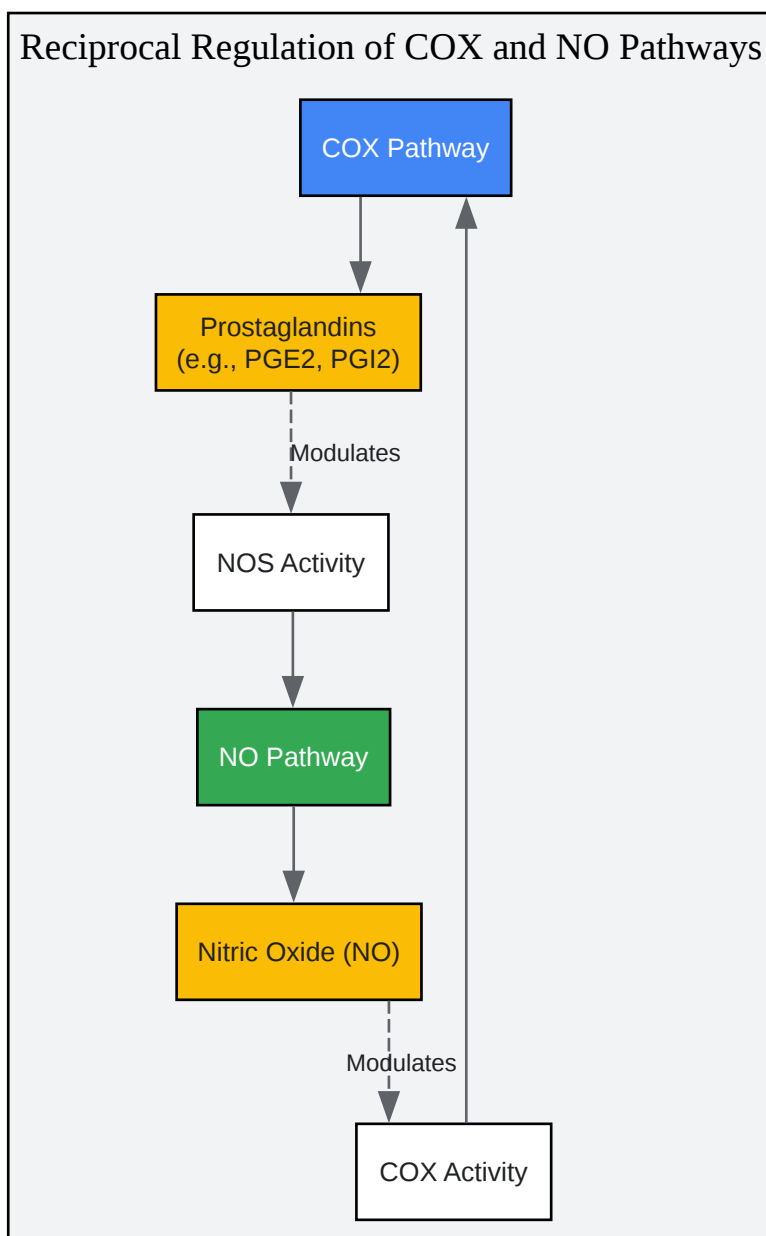 Reciprocal Regulation of COX and NO Pathways
COX Pathway
Prostaglandins
(e.g., PGE2, PGI2)
Modulates
NOS Activity
NO Pathway
Nitric Oxide (NO)
Modulates
COX Activity